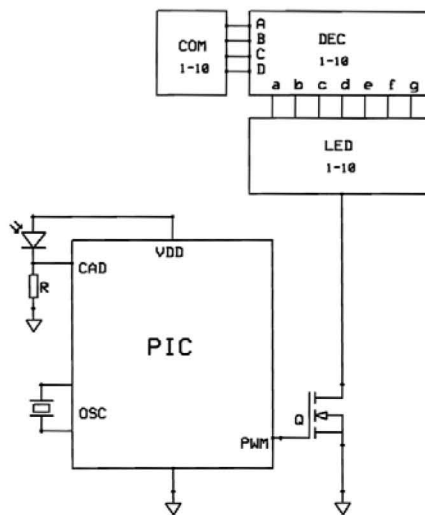 COM
1-10
A
B
C
D
DEC
1-10
a b c d e f g
LED
1-10
VDD
CAD
R
PIC
OSC
PWM
Q